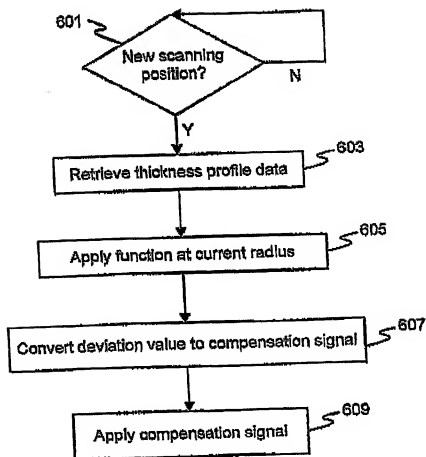 601
New scanning
position?
N
Y
603
Retrieve thickness profile data
605
Apply function at current radius
607
Convert deviation value to compensation signal
609
Apply compensation signal